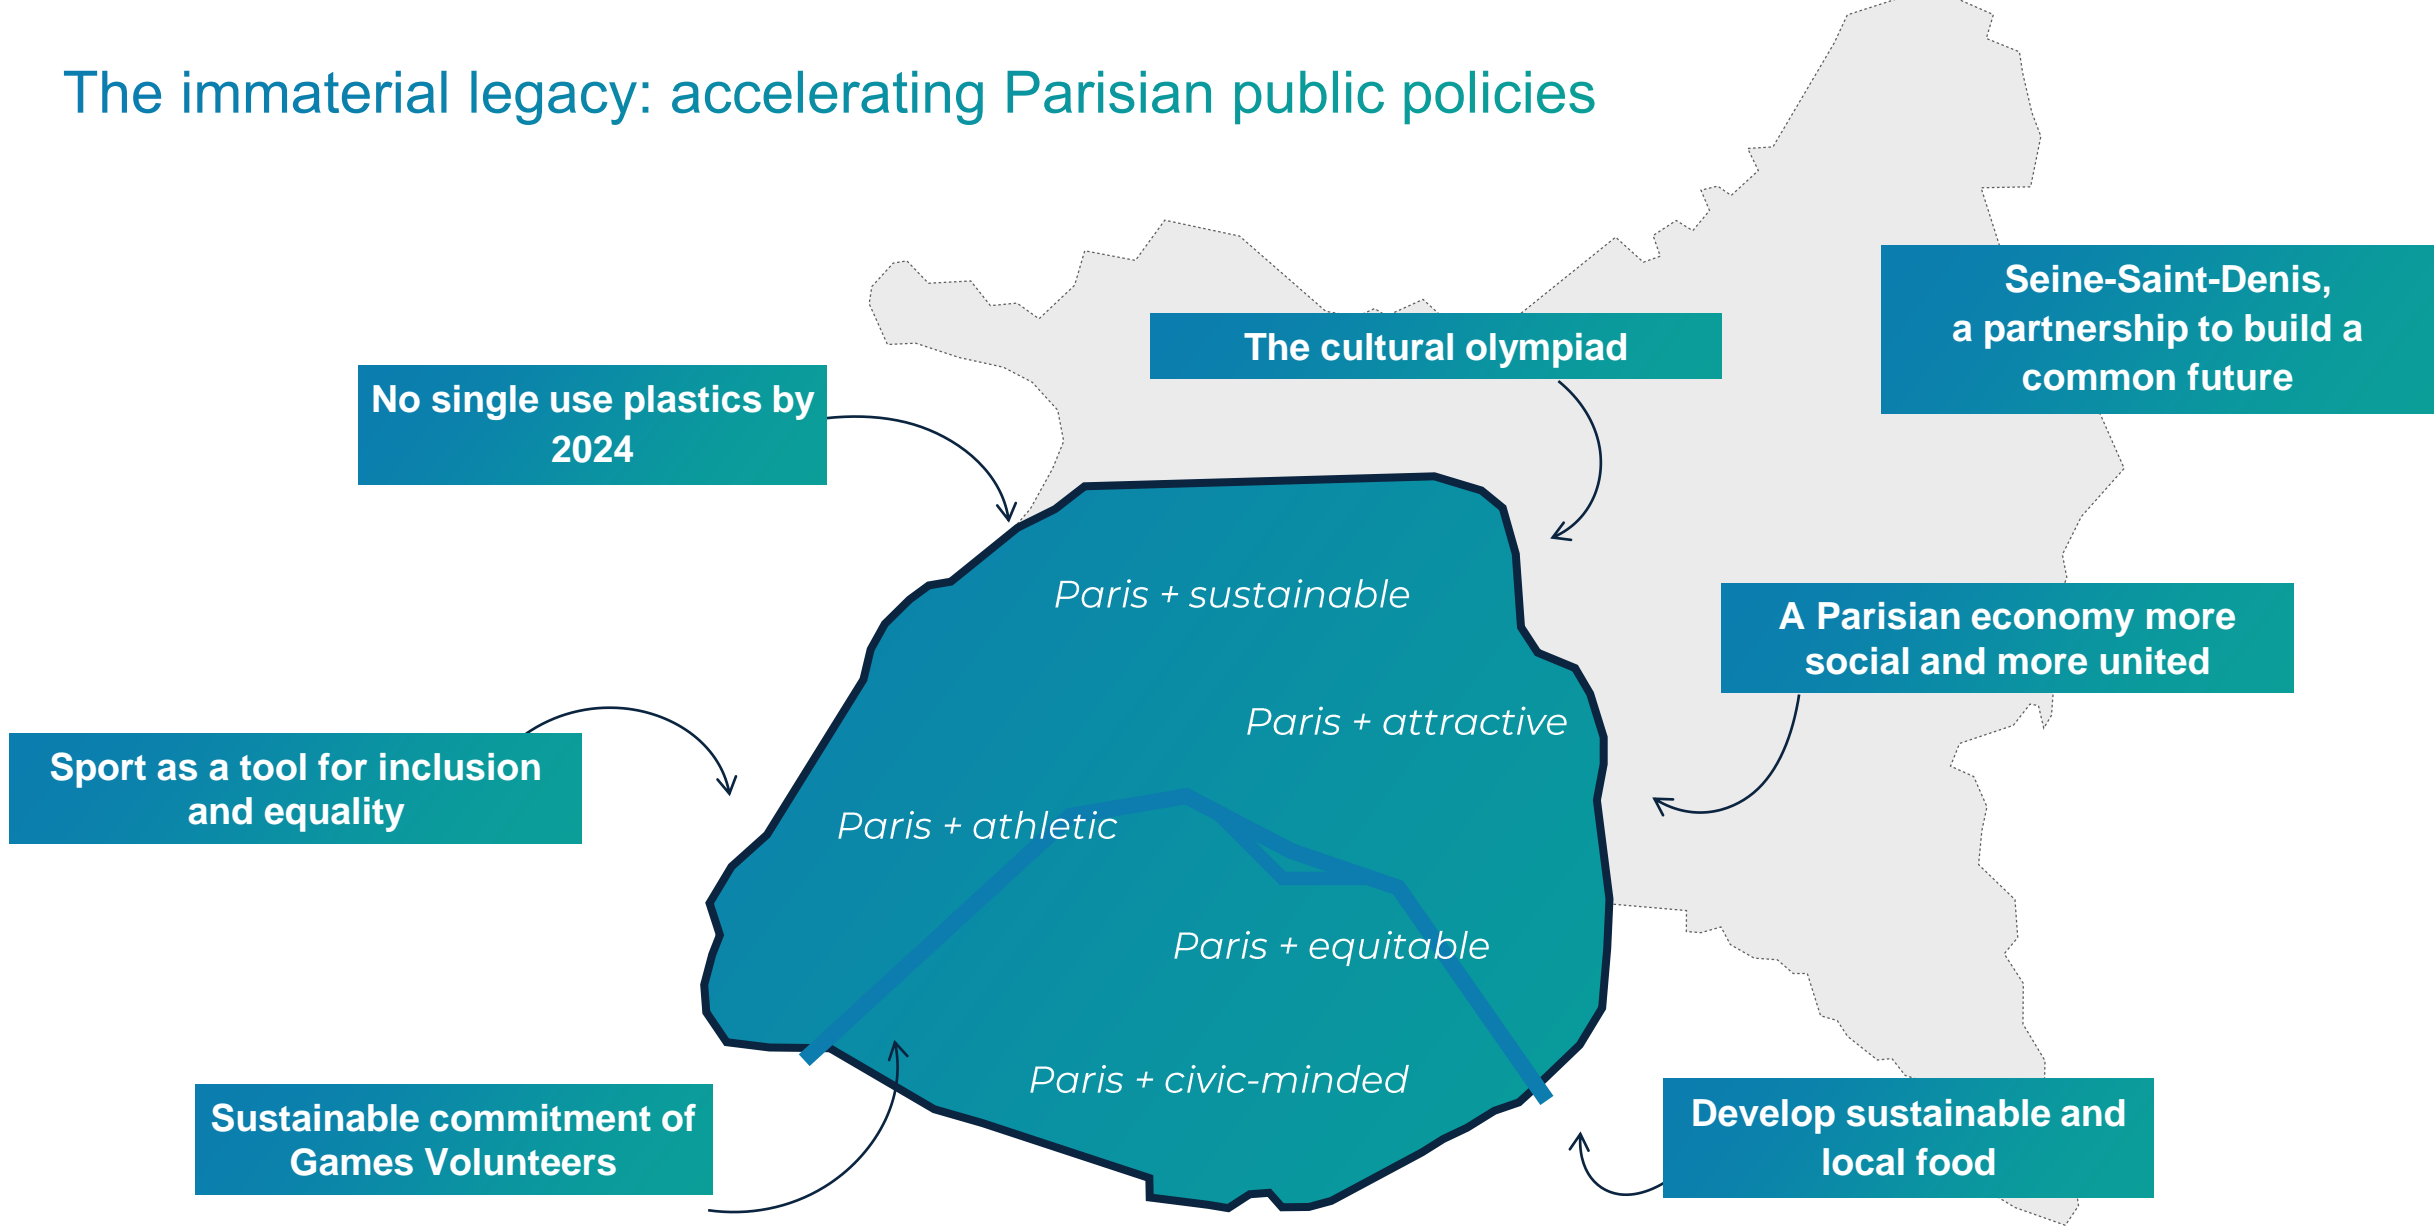 The immaterial legacy: accelerating Parisian public policies
Seine-Saint-Denis,
a partnership to build a
common future
The cultural olympiad
No single use plastics by
2024
Paris + sustainable
A Parisian economy more
social and more united
Paris + attractive
Sport as a tool for inclusion
and equality
Paris + athletic
Paris + equitable
Paris + civic-minded
Sustainable commitment of
Games Volunteers
Develop sustainable and
local food